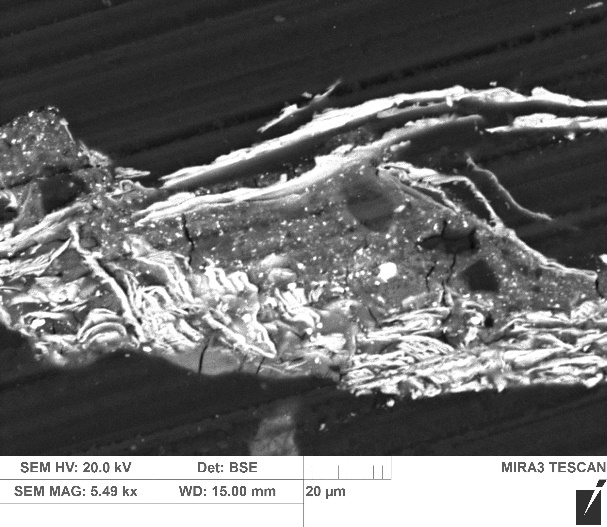 SEM HV: 20.0 kV Det: BSE MIRA3 TESCAN
SEM MAG: 5.49 kx WD: 15.00 mm 20 µm